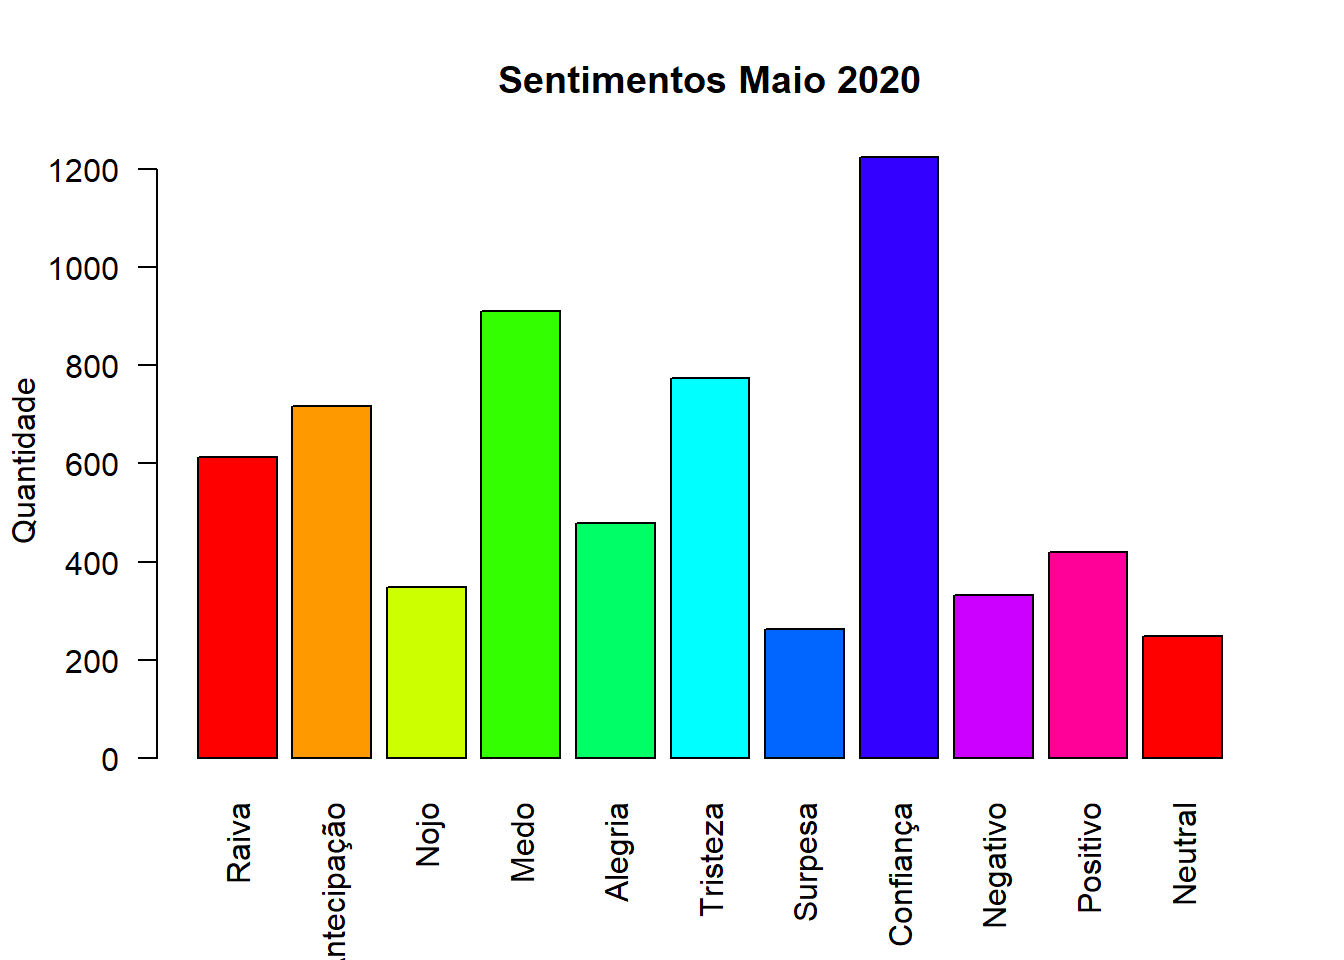 Sentimentos Maio 2020
Quantidade
1200
1000
800
600
400
200
0
Raiva
Antecipação
Nojo
Medo
Alegria
Tristeza
Surpesa
Confiança
Negativo
Positivo
Neutral